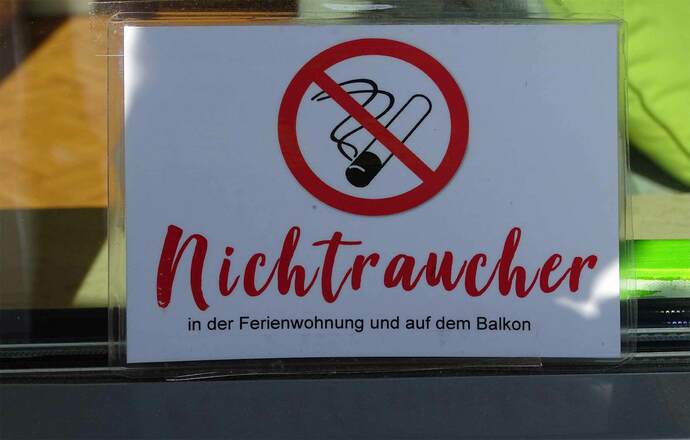 Nichtraucher
in der Ferienwohnung und auf dem Balkon